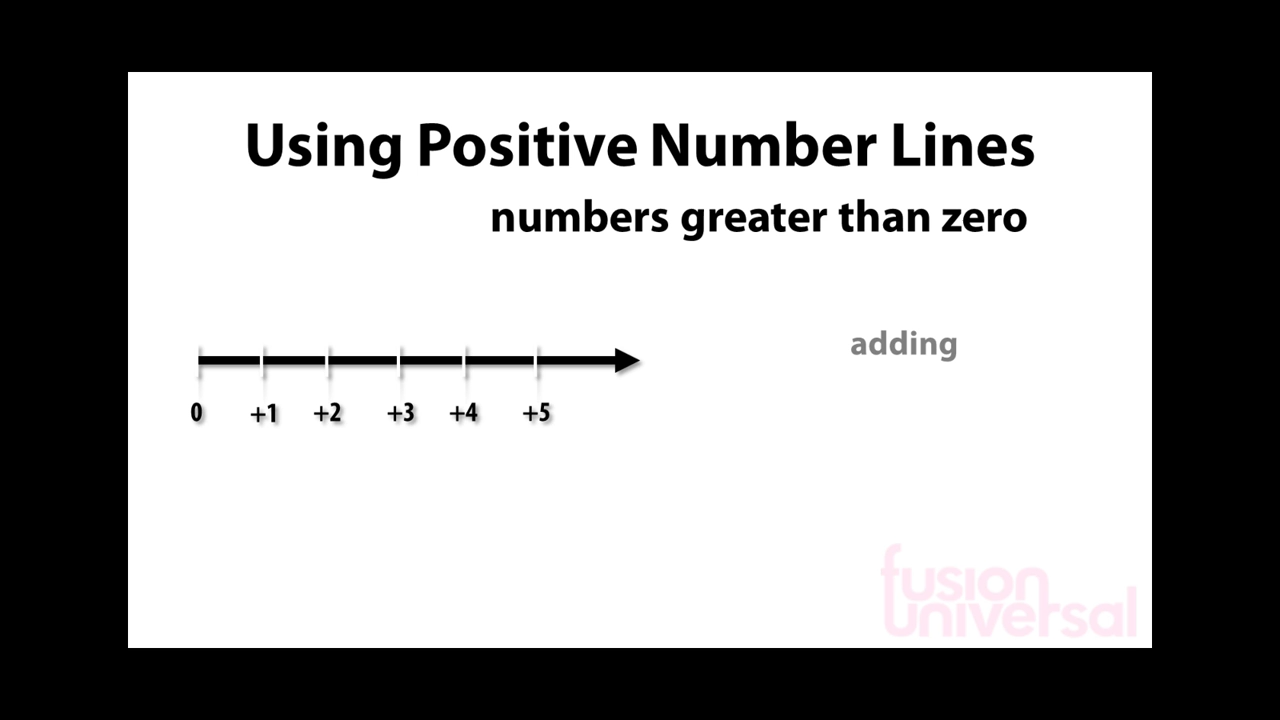 Using Positive Number Lines
numbers greater than zero
adding
0 +1 +2 +3 +4 +5
fusion
universal